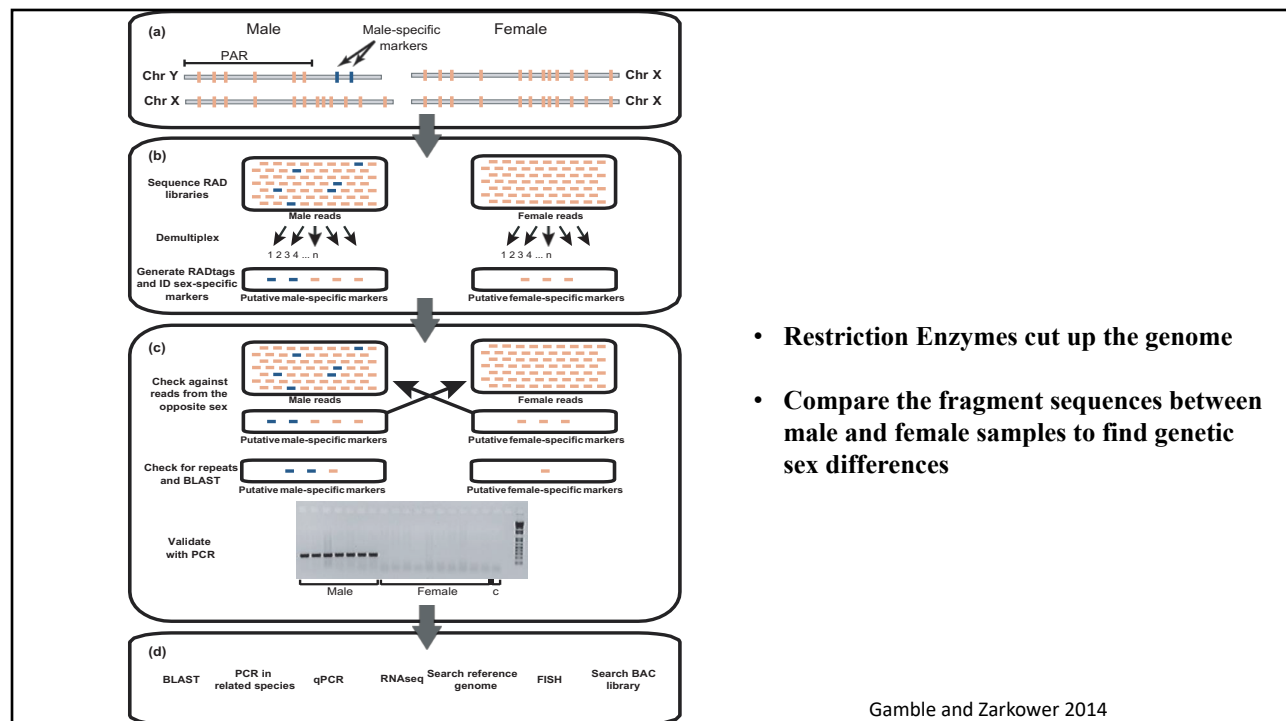 (a)
Male
Male-specific
markers
Female
PAR
Chr Y
Chr X
Chr X
Chr X
(b)
Sequence RAD
libraries
Male reads
Female reads
Demultiplex
1 2 3 4 ... n
1 2 3 4 ... n
Generate RADtags
and ID sex-specific
markers
Putative male-specific markers
Putative female-specific markers
(c)
Check against
reads from the
opposite sex
Male reads
Female reads
Putative male-specific markers
Putative female-specific markers
Check for repeats
and BLAST
Putative male-specific markers
Putative female-specific markers
Validate
with PCR
Male
Female
c
(d)
BLAST
PCR in
related species
qPCR
RNAseq
Search reference
genome
FISH
Search BAC
library
• Restriction Enzymes cut up the genome
• Compare the fragment sequences between
male and female samples to find genetic
sex differences
Gamble and Zarkower 2014